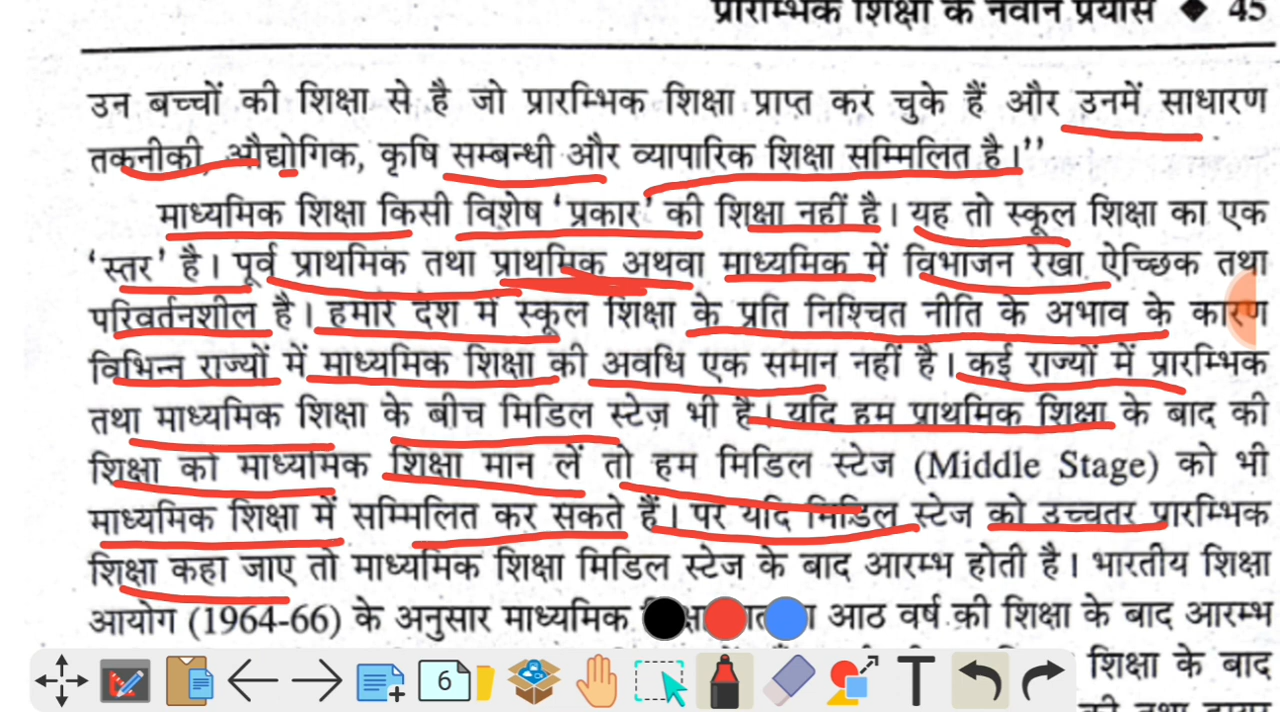 प्रारम्भिक शिक्षा के नवीन प्रयास ◆ 45
उन बच्चों की शिक्षा से है जो प्रारम्भिक शिक्षा प्राप्त कर चुके हैं और उनमें साधारण
तकनीकी, औद्योगिक, कृषि सम्बन्धी और व्यापारिक शिक्षा सम्मिलित है।’’
माध्यमिक शिक्षा किसी विशेष ‘प्रकार’ की शिक्षा नहीं है। यह तो स्कूल शिक्षा का एक
‘स्तर’ है। पूर्व प्राथमिक तथा प्राथमिक अथवा माध्यमिक में विभाजन रेखा ऐच्छिक तथा
परिवर्तनशील है। हमारे देश में स्कूल शिक्षा के प्रति निश्चित नीति के अभाव के कारण
विभिन्न राज्यों में माध्यमिक शिक्षा की अवधि एक समान नहीं है। कई राज्यों में प्रारम्भिक
तथा माध्यमिक शिक्षा के बीच मिडिल स्टेज़ भी है। यदि हम प्राथमिक शिक्षा के बाद की
शिक्षा को माध्यमिक शिक्षा मान लें तो हम मिडिल स्टेज (Middle Stage) को भी
माध्यमिक शिक्षा में सम्मिलित कर सकते हैं। पर यदि मिडिल स्टेज को उच्चतर प्रारम्भिक
शिक्षा कहा जाए तो माध्यमिक शिक्षा मिडिल स्टेज के बाद आरम्भ होती है। भारतीय शिक्षा
आयोग (1964-66) के अनुसार माध्यमिक आठ वर्ष की शिक्षा के बाद आरम्भ
शिक्षा के बाद
6 T